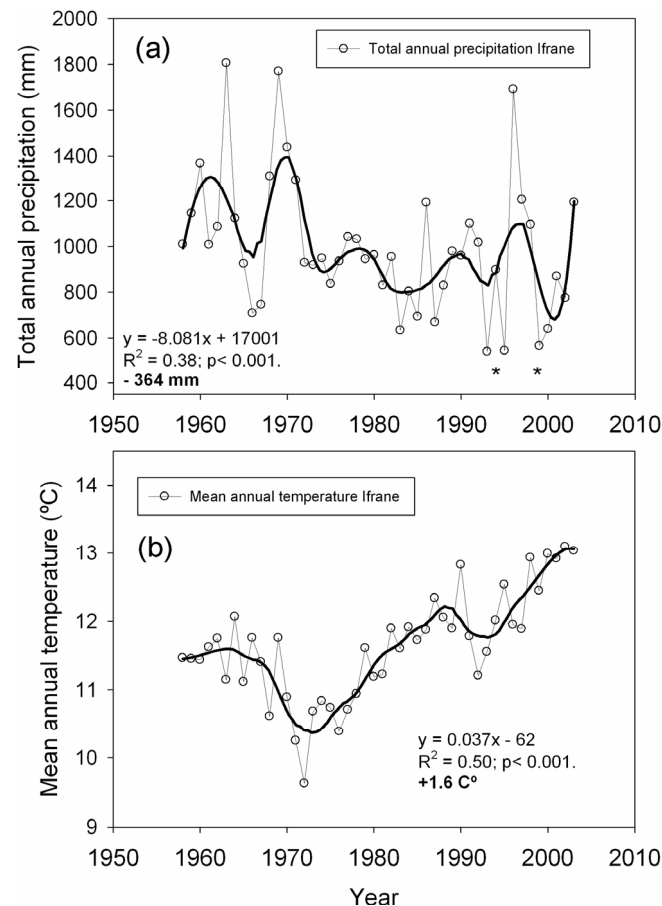 2000
(a)
Total annual precipitation Ifrane
1800
1600
1400
1200
1000
800
600
400
Total annual precipitation (mm)
y = -8.081x + 17001
R² = 0.38; p< 0.001.
- 364 mm
* *
1950 1960 1970 1980 1990 2000 2010
14
Mean annual temperature Ifrane
(b)
13
12
11
10
9
Mean annual temperature (ºC)
y = 0.037x - 62
R² = 0.50; p< 0.001.
+1.6 Cº
1950 1960 1970 1980 1990 2000 2010
Year